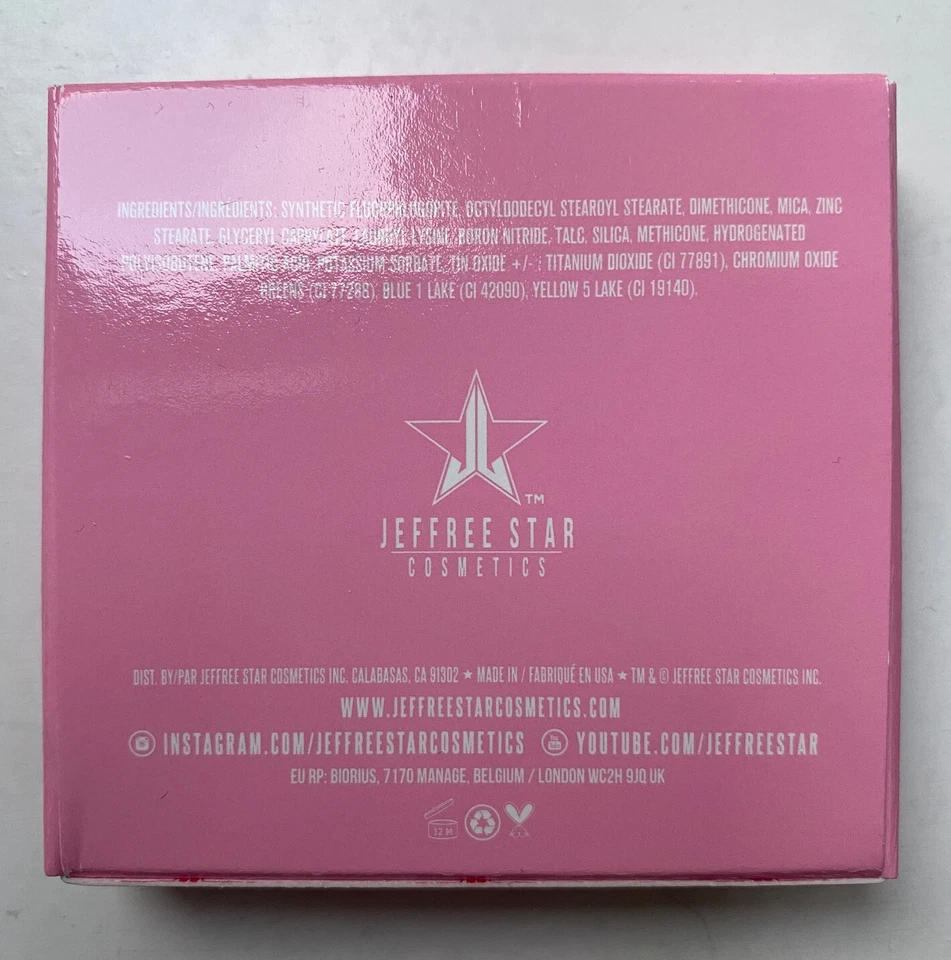 INGREDIENTS/INGRÉDIENTS: SYNTHETIC FLUORPHLOGOPITE, OCTYLDODECYL STEAROYL STEARATE, DIMETHICONE, MICA, ZINC
STEARATE, GLYCERYL CAPRYLATE, LAUROYL LYSINE, BORON NITRIDE, TALC, SILICA, METHICONE, HYDROGENATED
POLYISOBUTENE, PALMITIC ACID, POTASSIUM SORBATE, TIN OXIDE +/- : TITANIUM DIOXIDE (CI 77891), CHROMIUM OXIDE
GREENS (CI 77288), BLUE 1 LAKE (CI 42090), YELLOW 5 LAKE (CI 19140).
TM
JEFFREE STAR
COSMETICS
DIST. BY/PAR JEFFREE STAR COSMETICS INC. CALABASAS, CA 91302 ★ MADE IN / FABRIQUÉ EN USA ★ TM & © JEFFREE STAR COSMETICS INC.
WWW.JEFFREESTARCOSMETICS.COM
INSTAGRAM.COM/JEFFREESTARCOSMETICS YOUTUBE.COM/JEFFREESTAR
EU RP: BIORIUS, 7170 MANAGE, BELGIUM / LONDON WC2H 9JQ UK
12 M